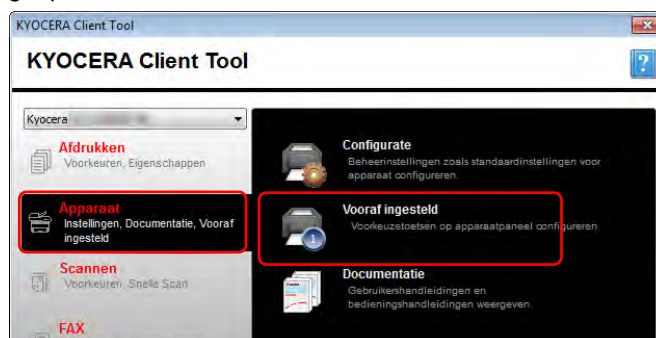 KYOCERA Client Tool
KYOCERA Client Tool
?
Kyocera
Afdrukken
Voorkeuren, Eigenschappen
Apparaat
Instellingen, Documentatie, Vooraf
ingesteld
Scannen
Voorkeuren, Snelle Scan
FAX
Configurate
Beheerinstellingen zoals standaardinstellingen voor
apparaat configureren.
Vooraf ingesteld
Voorkeuzetoetsen op apparaatpaneel configureren.
1
Documentatie
Gebruikershandleidingen en
bedieningshandleidingen weergeven.